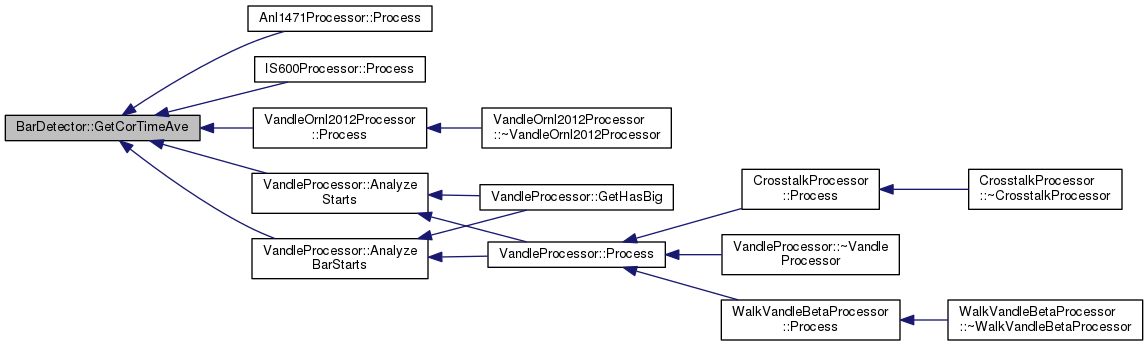 Anl1471Processor::Process
IS600Processor::Process
BarDetector::GetCorTimeAve
VandleOrnl2012Processor
::Process
VandleOrnl2012Processor
::~VandleOrnl2012Processor
VandleProcessor::Analyze
Starts
VandleProcessor::GetHasBig
CrosstalkProcessor
::Process
CrosstalkProcessor
::~CrosstalkProcessor
VandleProcessor::Analyze
BarStarts
VandleProcessor::Process
VandleProcessor::~Vandle
Processor
WalkVandleBetaProcessor
::Process
WalkVandleBetaProcessor
::~WalkVandleBetaProcessor